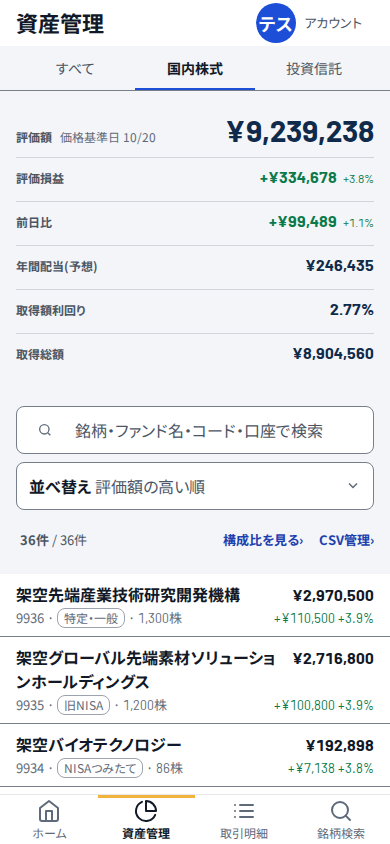 資産管理
テス アカウント
すべて 国内株式 投資信託
評価額 価格基準日 10/20 ¥9,239,238
評価損益 +¥334,678 +3.8%
前日比 +¥99,489 +1.1%
年間配当(予想) ¥246,435
取得額利回り 2.77%
取得総額 ¥8,904,560
銘柄・ファンド名・コード・口座で検索
並べ替え 評価額の高い順
36件 / 36件 構成比を見る› CSV管理›
架空先端産業技術研究開発機構 ¥2,970,500
9936 · 特定・一般 · 1,300株 +¥110,500 +3.9%
架空グローバル先端素材ソリューショ ¥2,716,800
ンホールディングス
9935 · 旧NISA · 1,200株 +¥100,800 +3.9%
架空バイオテクノロジー ¥192,898
9934 · NISAつみたて · 86株 +¥7,138 +3.8%
ホーム 資産管理 取引明細 銘柄検索